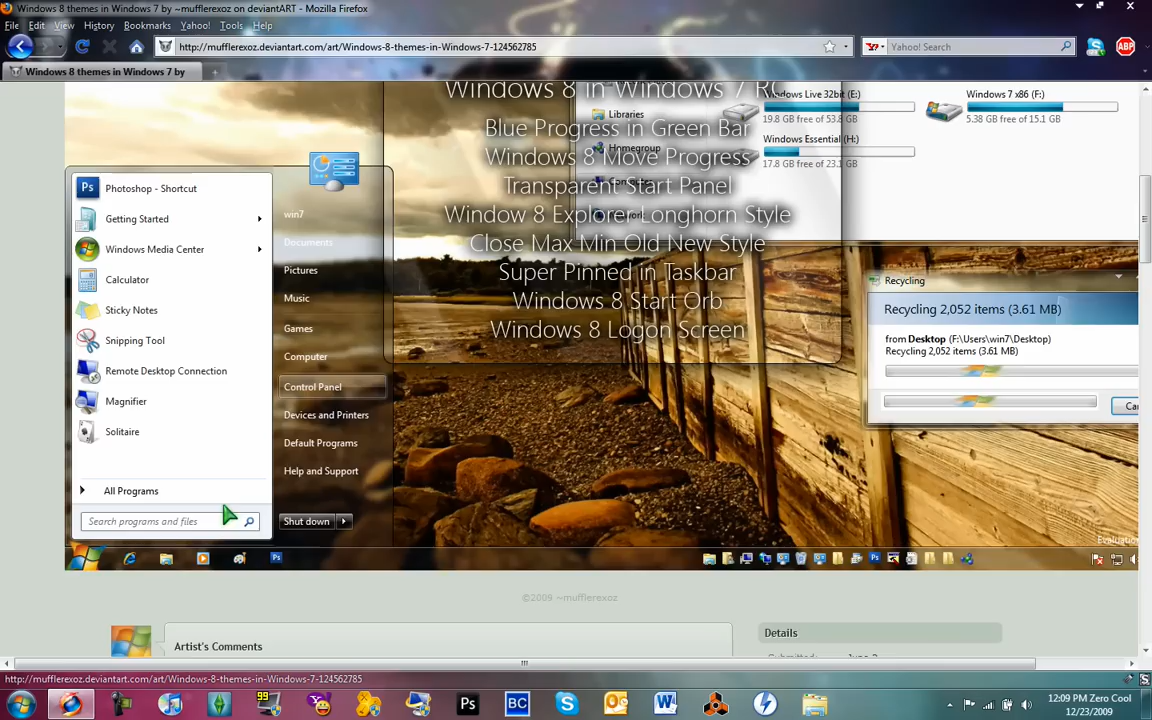 Windows 8 themes in Windows 7 by ~mufflerexoz on deviantART - Mozilla Firefox
File Edit View History Bookmarks Yahoo! Tools Help
http://mufflerexoz.deviantart.com/art/Windows-8-themes-in-Windows-7-124562785
Yahoo! Search
ABP
Windows 8 themes in Windows 7 by
Windows 8 in Windows 7 RC
Blue Progress in Green Bar
Windows 8 Move Progress
Transparent Start Panel
Window 8 Explorer Longhorn Style
Close Max Min Old New Style
Super Pinned in Taskbar
Windows 8 Start Orb
Windows 8 Logon Screen
Libraries
Homegroup
Windows Live 32bit (E:)
19.8 GB free of 53.8 GB
Windows Essential (H:)
17.8 GB free of 23.1 GB
Windows 7 x86 (F:)
5.38 GB free of 15.1 GB
Ps
Photoshop - Shortcut
Getting Started
Windows Media Center
Calculator
Sticky Notes
Snipping Tool
Remote Desktop Connection
Magnifier
Solitaire
All Programs
Search programs and files
win7
Documents
Pictures
Music
Games
Computer
Control Panel
Devices and Printers
Default Programs
Help and Support
Shut down
Recycling
Recycling 2,052 items (3.61 MB)
from Desktop (F:\Users\win7\Desktop)
Recycling 2,052 items (3.61 MB)
Ca
Evaluation
©2009 ~mufflerexoz
Artist's Comments
Details
http://mufflerexoz.deviantart.com/art/Windows-8-themes-in-Windows-7-124562785
99
Ps
BC
12:09 PM Zero Cool
12/23/2009